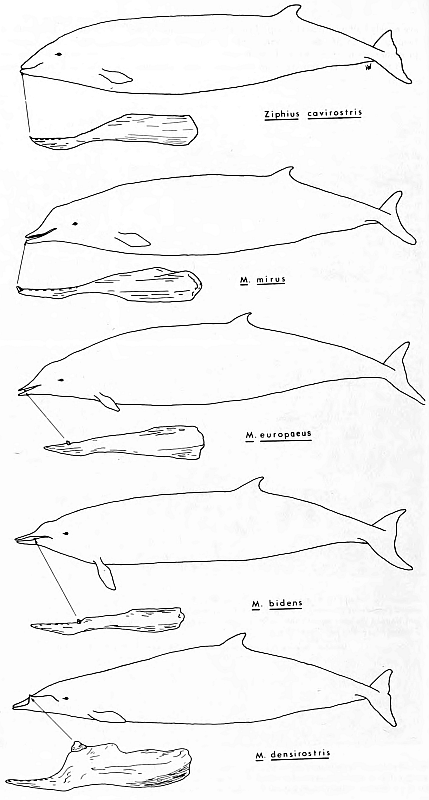 Ziphius cavirostris
M. mirus
M. europaeus
M. bidens
M. densirostris